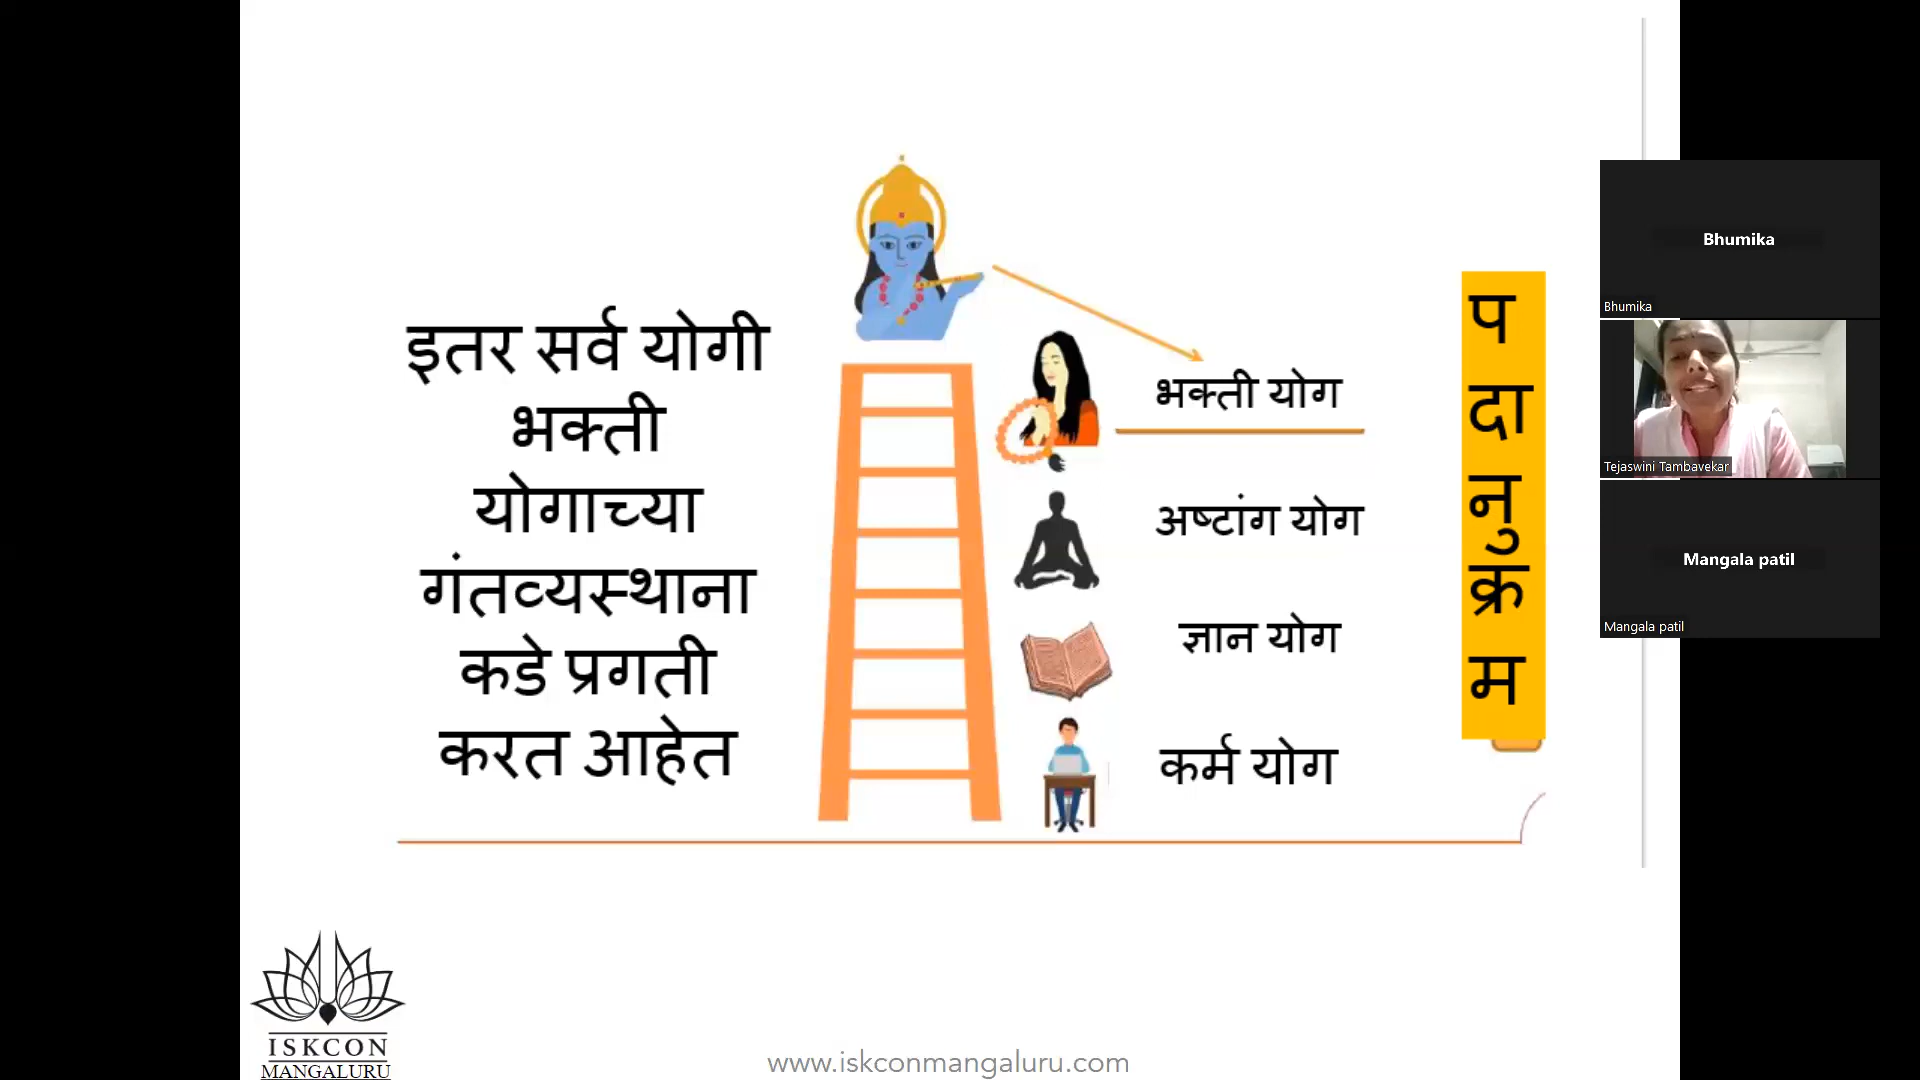 इतर सर्व योगी
भक्ती
योगाच्या
गंतव्यस्थाना
कडे प्रगती
करत आहेत
भक्ती योग
अष्टांग योग
ज्ञान योग
कर्म योग
प
दा
नु
क्र
म
Bhumika
Bhumika
Tejaswini Tambavekar
Mangala patil
Mangala patil
ISKCON
MANGALURU
www.iskconmangaluru.com